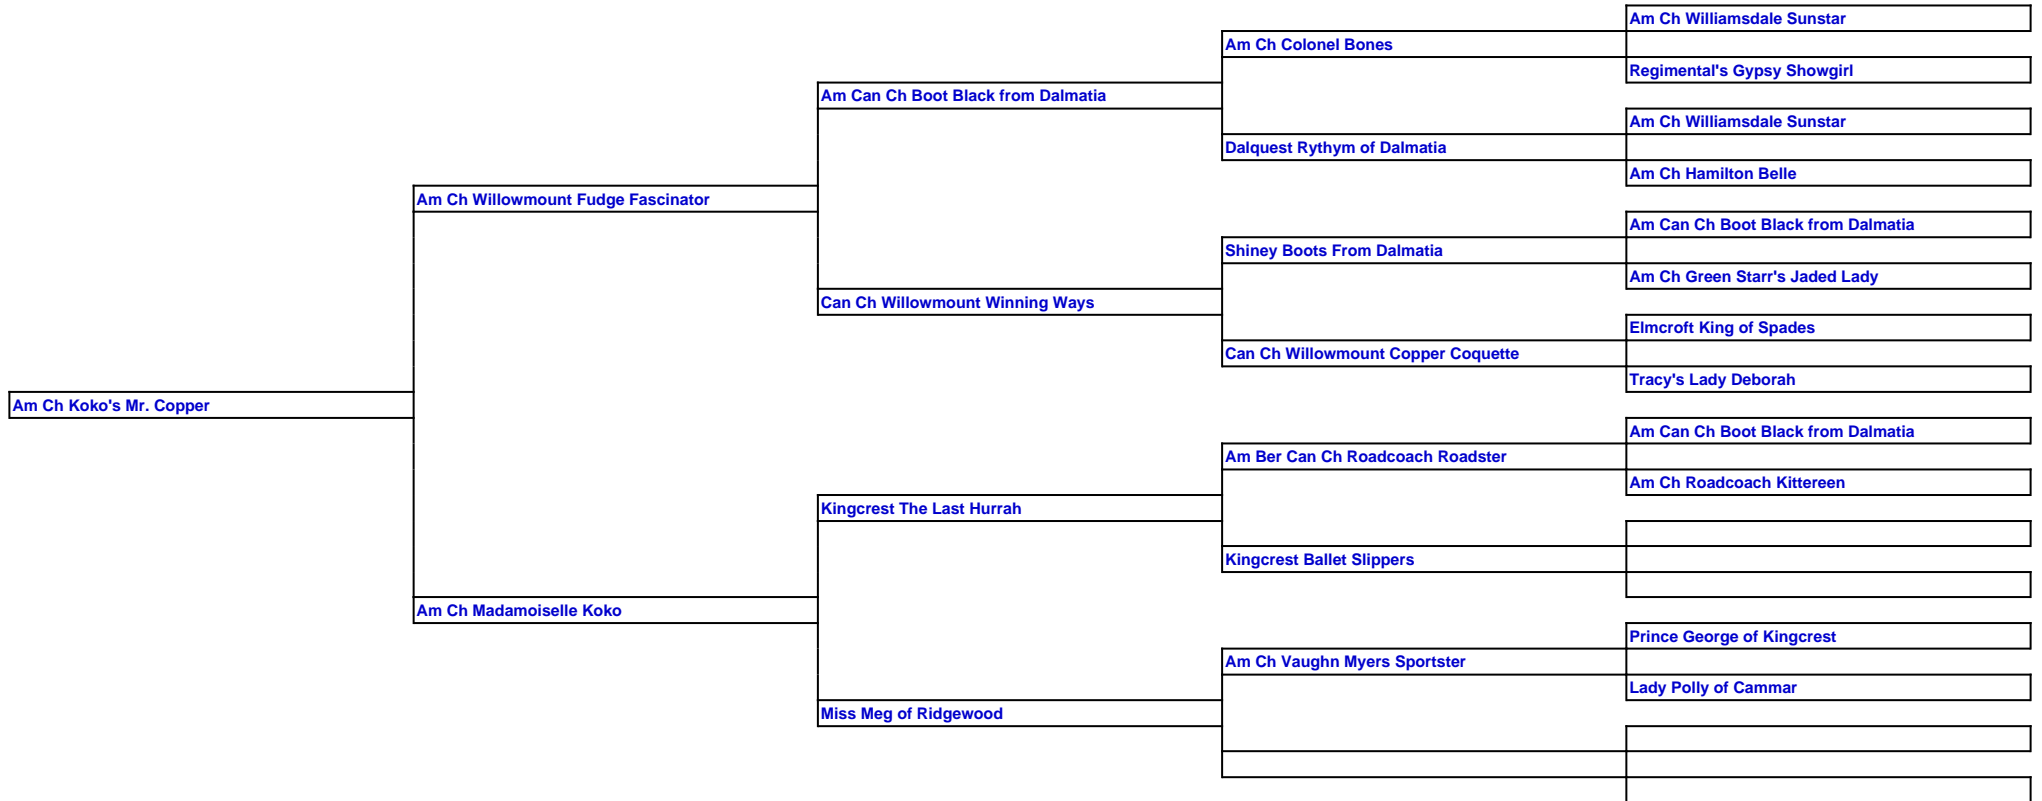 Am Ch Williamsdale Sunstar
Am Ch Colonel Bones
Regimental's Gypsy Showgirl
Am Can Ch Boot Black from Dalmatia
Am Ch Williamsdale Sunstar
Dalquest Rythym of Dalmatia
Am Ch Hamilton Belle
Am Ch Willowmount Fudge Fascinator
Am Can Ch Boot Black from Dalmatia
Shiney Boots From Dalmatia
Am Ch Green Starr's Jaded Lady
Can Ch Willowmount Winning Ways
Elmcroft King of Spades
Can Ch Willowmount Copper Coquette
Tracy's Lady Deborah
Am Ch Koko's Mr. Copper
Am Can Ch Boot Black from Dalmatia
Am Ber Can Ch Roadcoach Roadster
Am Ch Roadcoach Kittereen
Kingcrest The Last Hurrah
Kingcrest Ballet Slippers
Am Ch Madamoiselle Koko
Prince George of Kingcrest
Am Ch Vaughn Myers Sportster
Lady Polly of Cammar
Miss Meg of Ridgewood